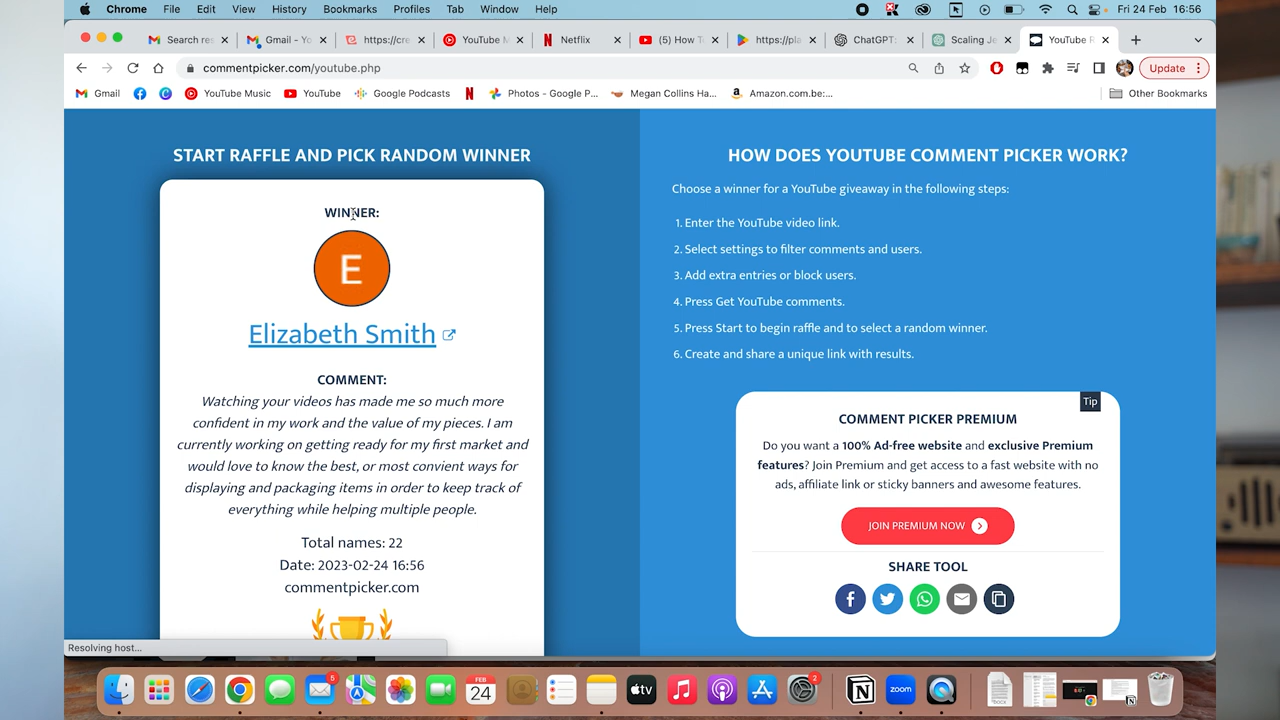 Chrome File Edit View History Bookmarks Profiles Tab Window Help Fri 24 Feb 16:56
Search res Gmail - Yo https://cre YouTube M Netflix (5) How T https://pla ChatGPT: Scaling Je YouTube R
commentpicker.com/youtube.php Update
Gmail YouTube Music YouTube Google Podcasts Photos - Google P... Megan Collins Ha... Amazon.com.be:... Other Bookmarks
START RAFFLE AND PICK RANDOM WINNER
WINNER:
E
Elizabeth Smith
COMMENT:
Watching your videos has made me so much more
confident in my work and the value of my pieces. I am
currently working on getting ready for my first market and
would love to know the best, or most convient ways for
displaying and packaging items in order to keep track of
everything while helping multiple people.
Total names: 22
Date: 2023-02-24 16:56
commentpicker.com
HOW DOES YOUTUBE COMMENT PICKER WORK?
Choose a winner for a YouTube giveaway in the following steps:
1. Enter the YouTube video link.
2. Select settings to filter comments and users.
3. Add extra entries or block users.
4. Press Get YouTube comments.
5. Press Start to begin raffle and to select a random winner.
6. Create and share a unique link with results.
Tip
COMMENT PICKER PREMIUM
Do you want a 100% Ad-free website and exclusive Premium
features? Join Premium and get access to a fast website with no
ads, affiliate link or sticky banners and awesome features.
JOIN PREMIUM NOW
SHARE TOOL
Resolving host...
5 FEB 24 tv 2 zoom